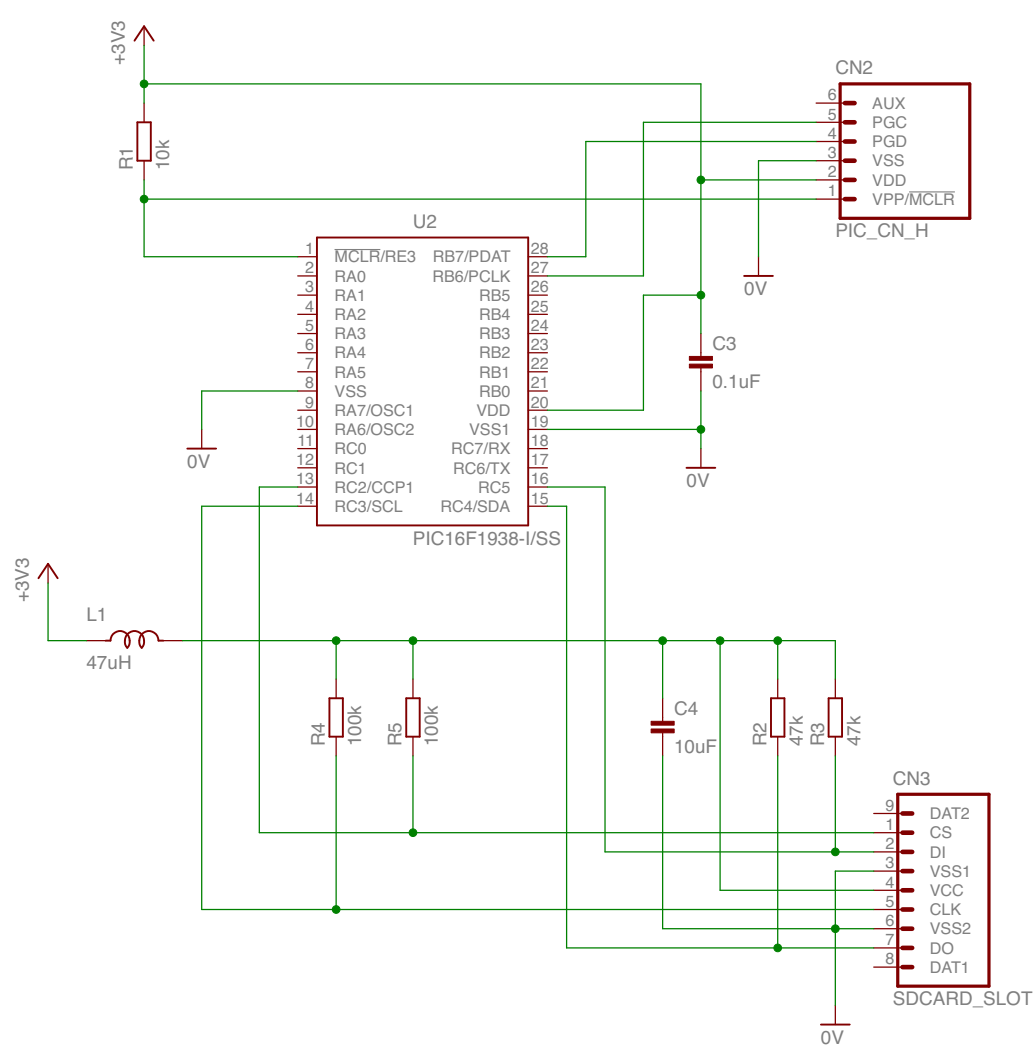 +3V3
CN2
6 AUX
5 PGC
4 PGD
3 VSS
2 VDD
1 VPP/MCLR
PIC_CN_H
R1
10k
0V
U2
1 MCLR/RE3 RB7/PDAT 28
2 RA0 RB6/PCLK 27
3 RA1 RB5 26
4 RA2 RB4 25
5 RA3 RB3 24
6 RA4 RB2 23
7 RA5 RB1 22
8 VSS RB0 21
9 RA7/OSC1 VDD 20
10 RA6/OSC2 VSS1 19
11 RC0 RC7/RX 18
12 RC1 RC6/TX 17
13 RC2/CCP1 RC5 16
14 RC3/SCL RC4/SDA 15
PIC16F1938-I/SS
C3
0.1uF
0V
0V
+3V3
L1
47uH
R4
100k
R5
100k
C4
10uF
R2
47k
R3
47k
CN3
9 DAT2
1 CS
2 DI
3 VSS1
4 VCC
5 CLK
6 VSS2
7 DO
8 DAT1
SDCARD_SLOT
0V